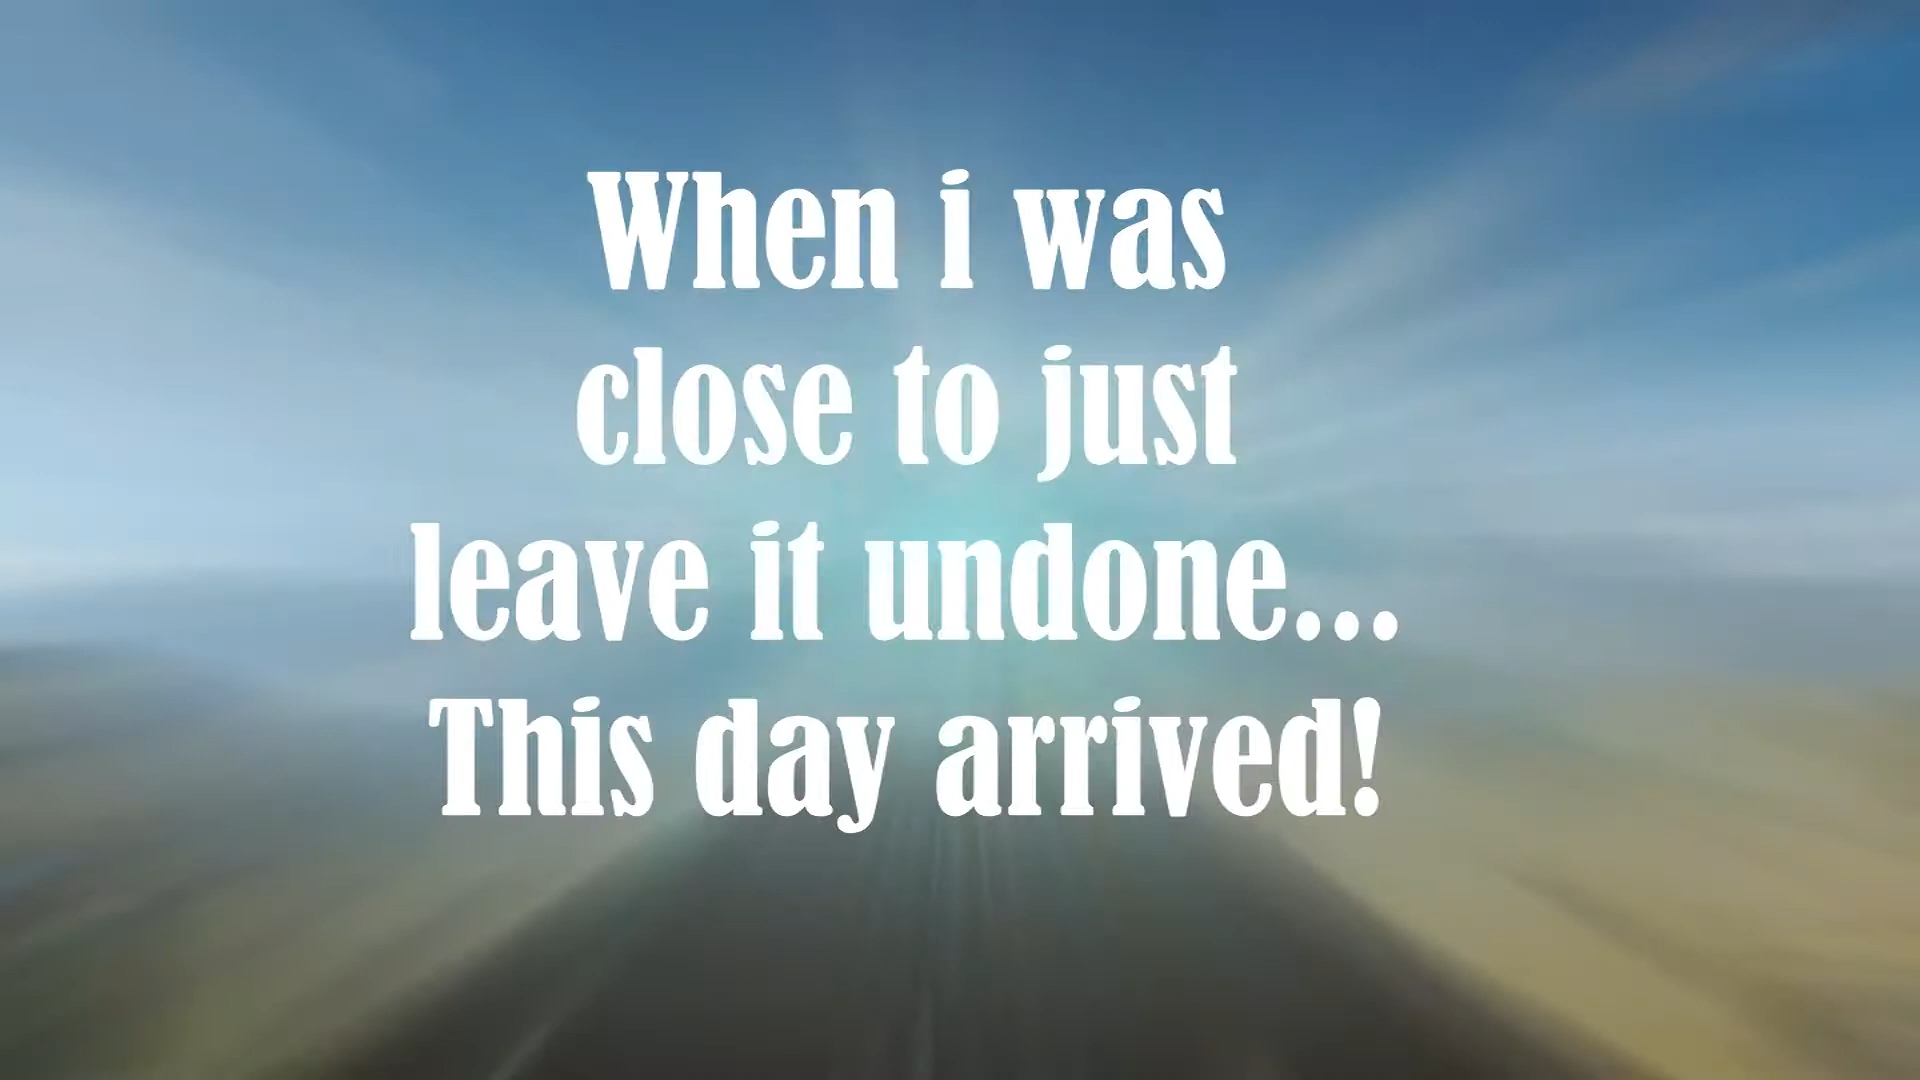 When i was
close to just
leave it undone...
This day arrived!